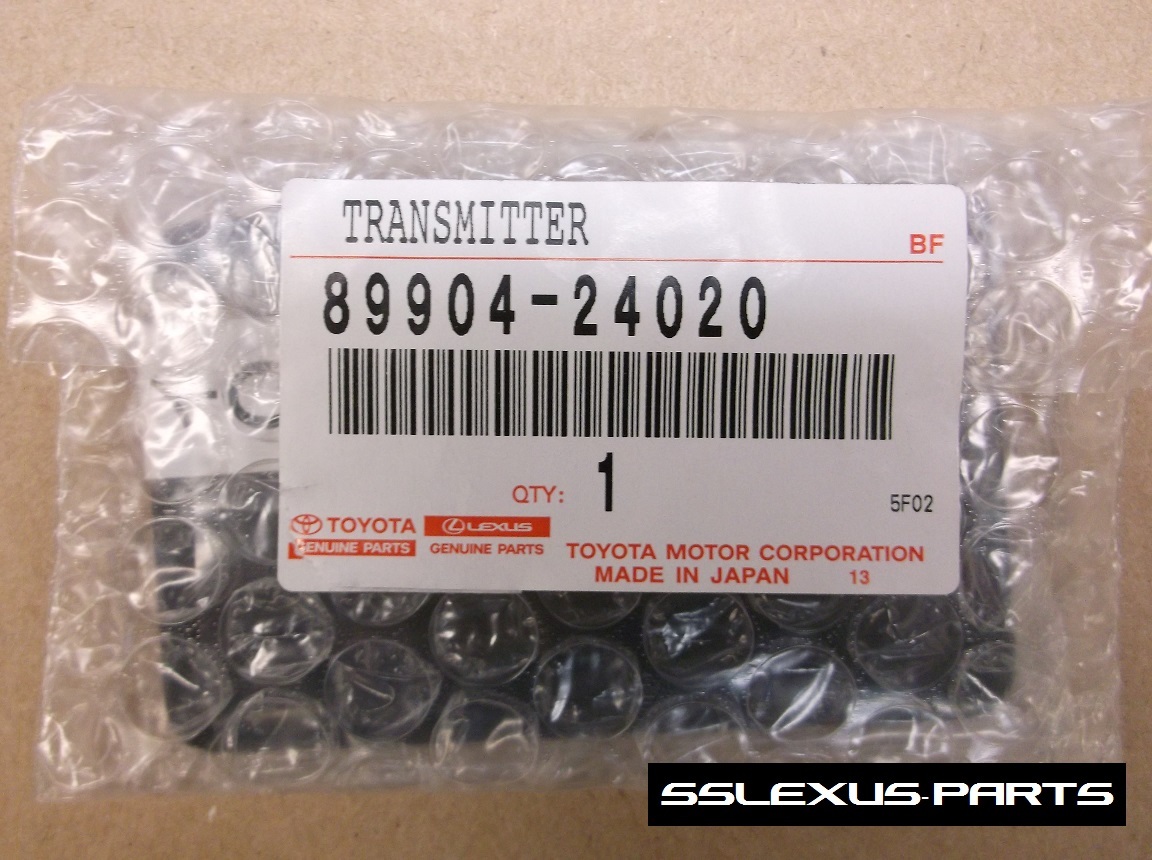 TRANSMITTER
BF
89904-24020
QTY: 1
5F02
TOYOTA LEXUS
GENUINE PARTS GENUINE PARTS
TOYOTA MOTOR CORPORATION
MADE IN JAPAN 13
SSLEXUS-PARTS